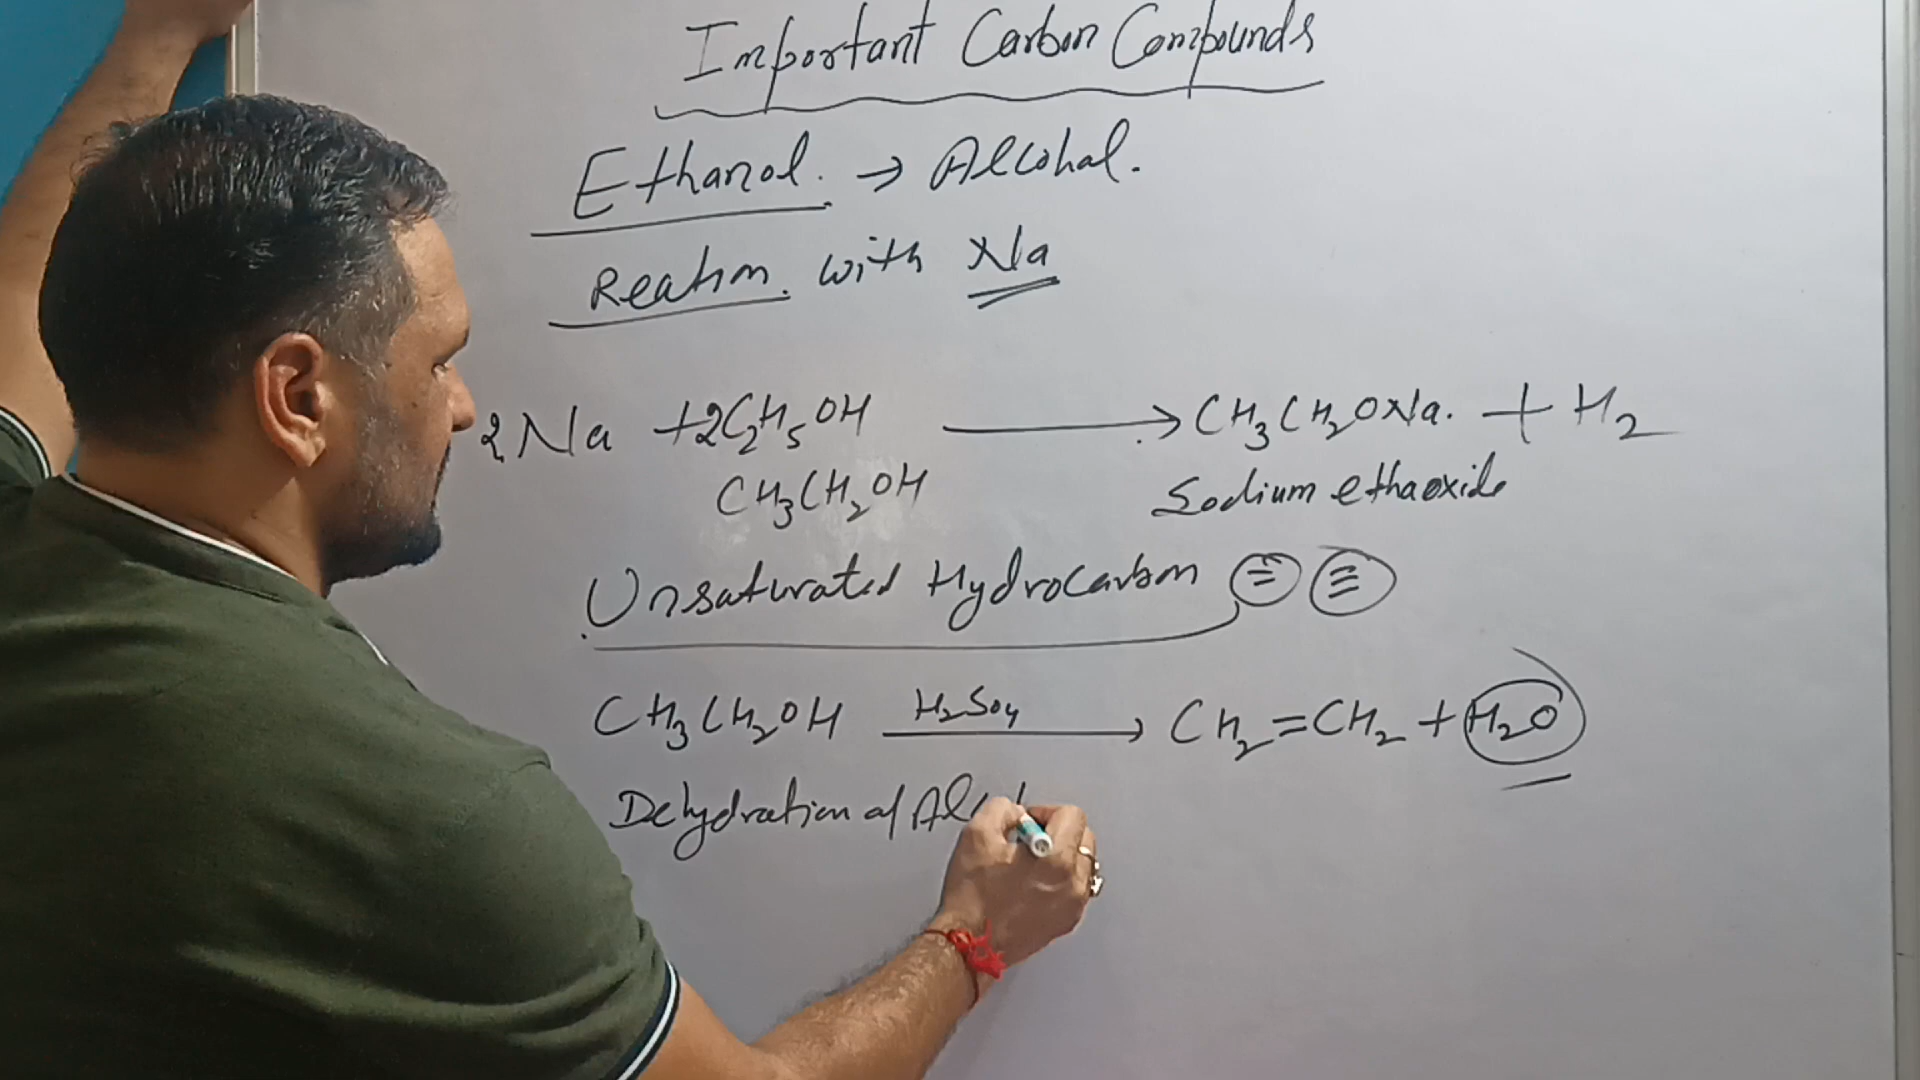 Important Carbon Compounds
Ethanol. → Alcohal.
Reation. with Na
2Na + 2C₂H₅OH ⟶ CH₃CH₂ONa. + H₂
CH₃CH₂OH Sodium ethaoxide
Unsaturated Hydrocarbon = ≡
CH₃CH₂OH H₂SO₄ ⟶ CH₂=CH₂ + H₂O
Dehydration of Alc